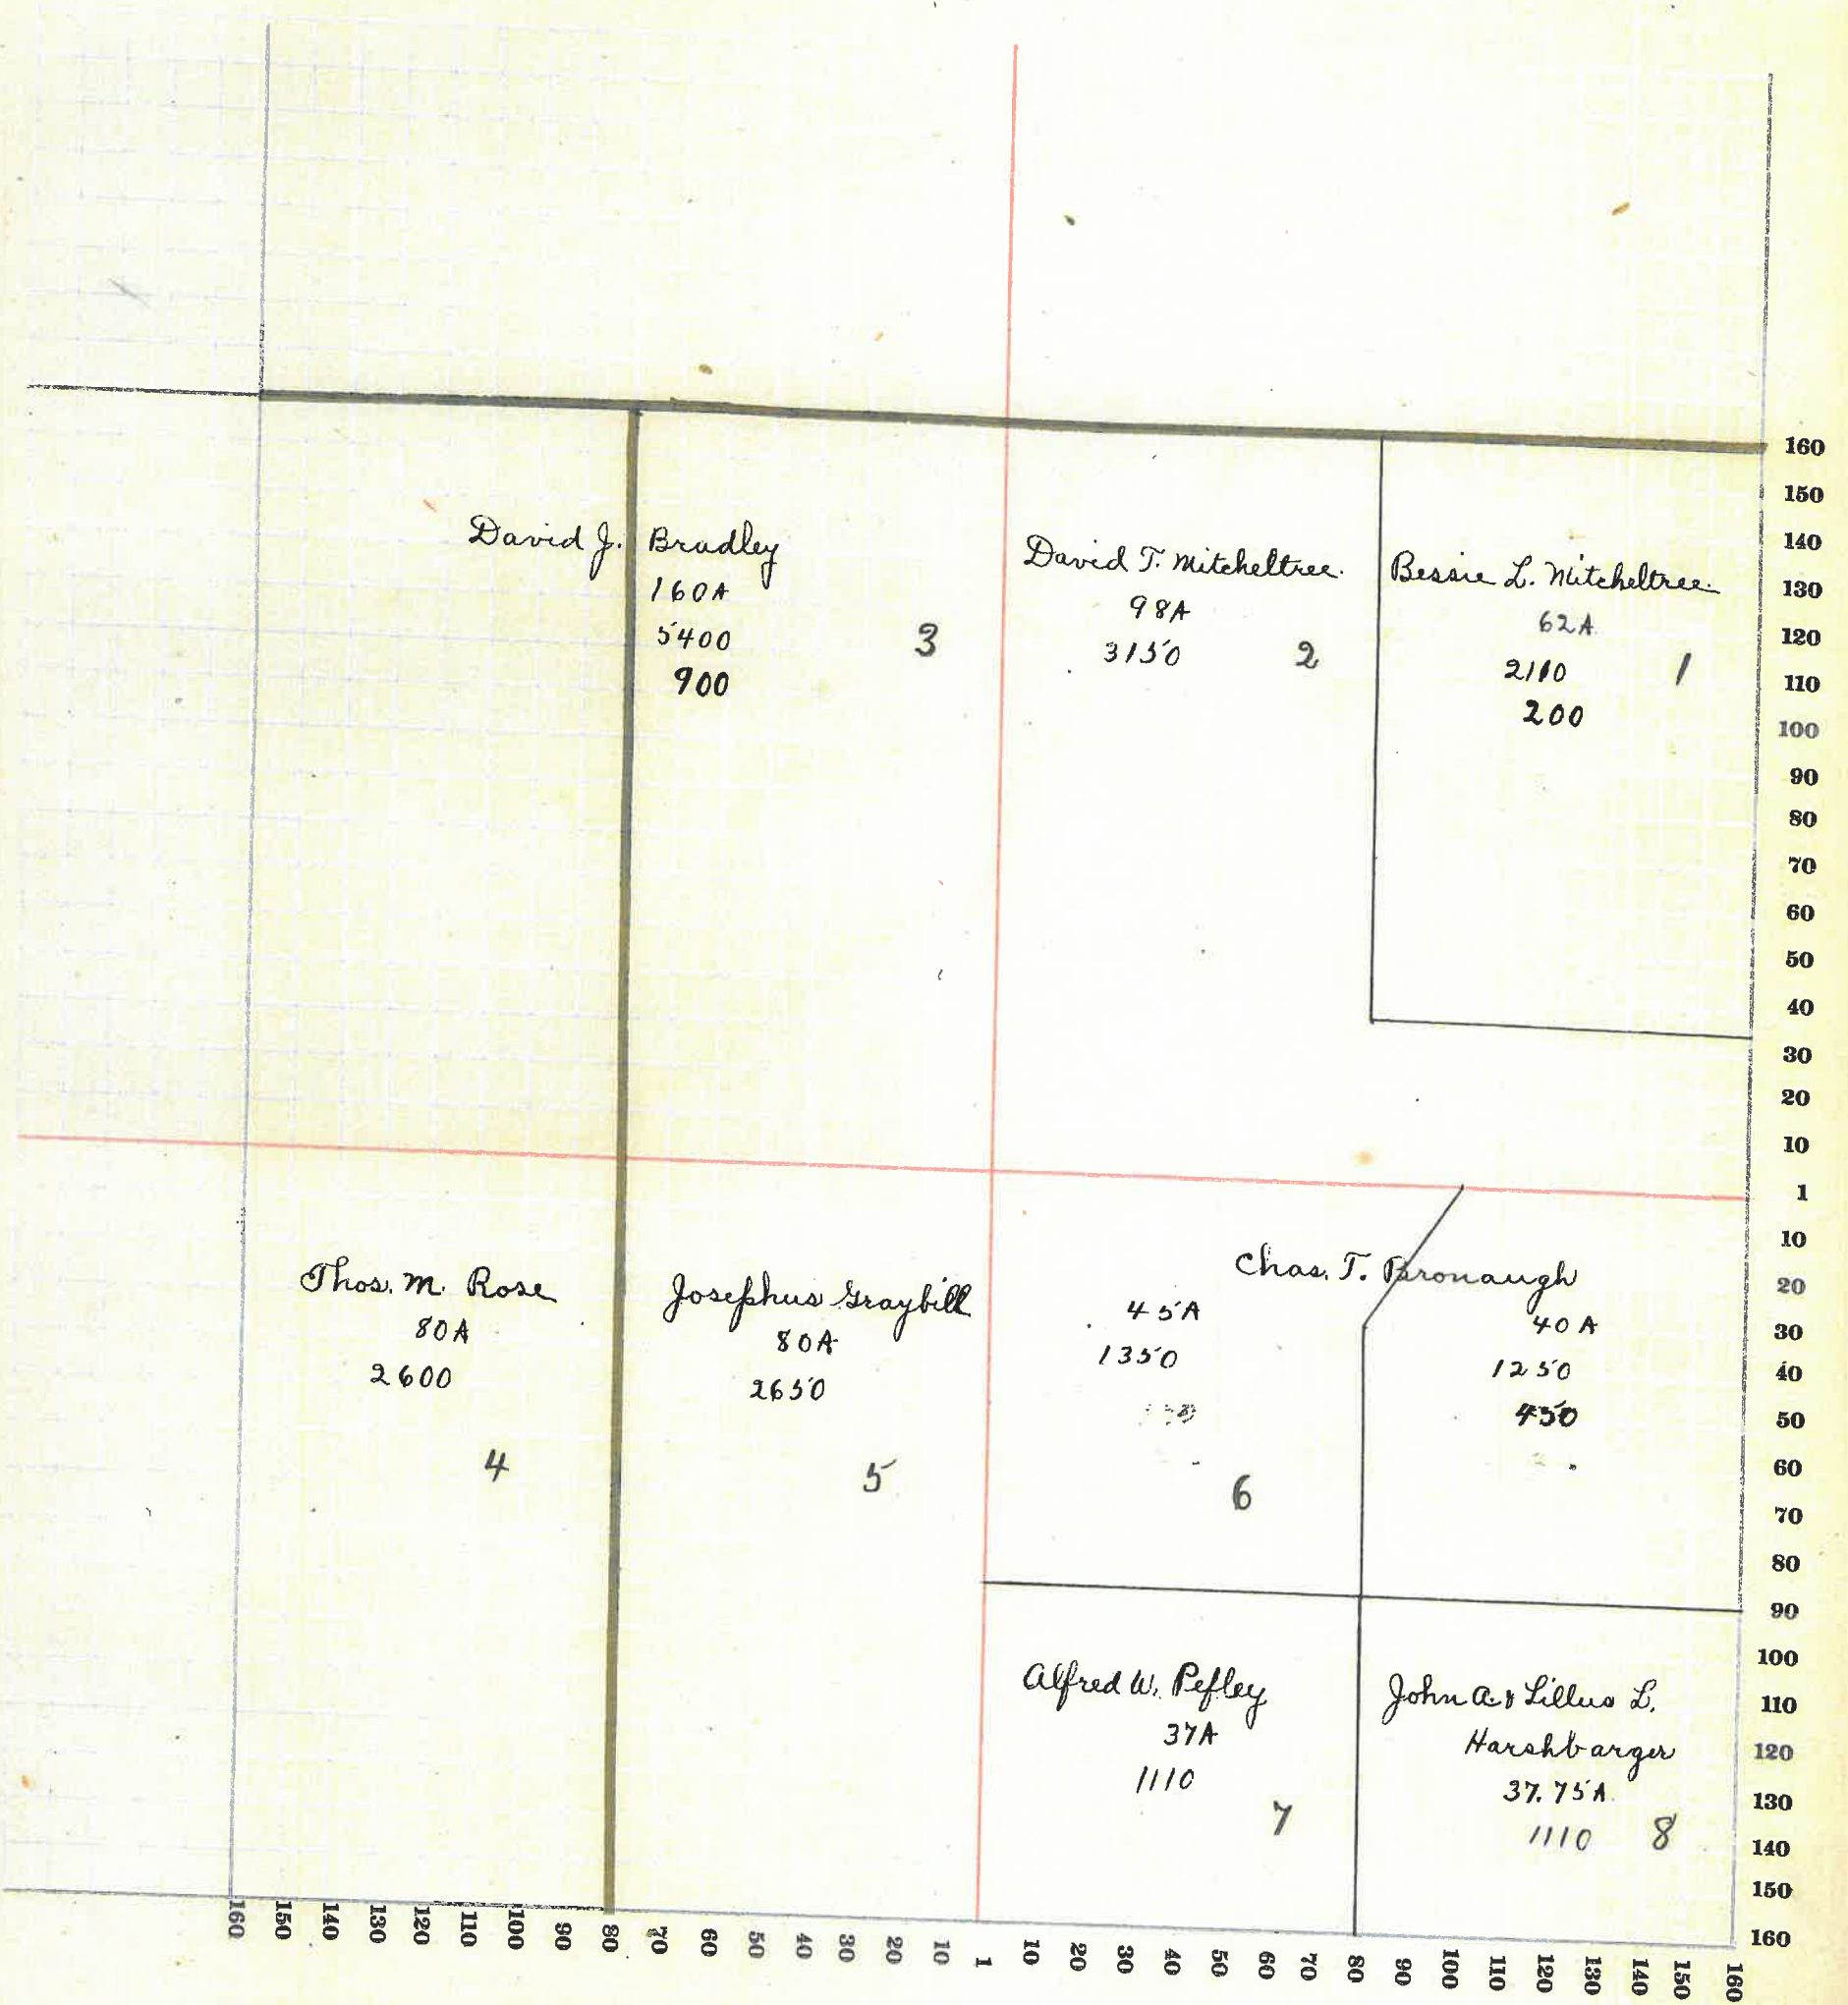 David J. Bradley
160A
5400
900
3
David T. Mitcheltree.
98A
3150
2
Bessie L. Mitcheltree.
62A
2110
200
1
Thos. M. Rose
80A
2600
4
Josephus Graybill
80A
2650
5
Chas. T. Bronaugh
45A
1350
6
40A
1250
450
Alfred W. Pefley
37A
1110
7
John A. & Lillus L.
Harshbarger
37.75A.
1110
8
160
150
140
130
120
110
100
90
80
70
60
50
40
30
20
10
1
10
20
30
40
50
60
70
80
90
100
110
120
130
140
150
160
160 150 140 130 120 110 100 90 80 70 60 50 40 30 20 10 1 10 20 30 40 50 60 70 80 90 100 110 120 130 140 150 160